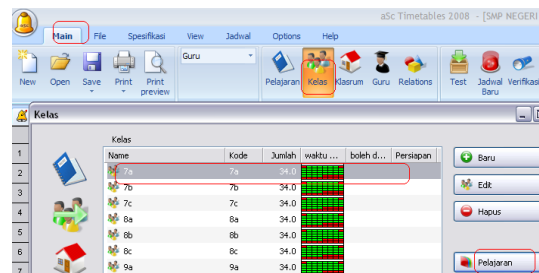 aSc Timetables 2008 - [SMP NEGERI
Main File Spesifikasi View Jadwal Options Help
Guru
New Open Save Print Print preview Pelajaran Kelas Klasrum Guru Relations Test Jadwal Baru Verifikasi
Kelas
Kelas
Name Kode Jumlah waktu ... boleh d... Persiapan
1
7a 7a 34.0
2
7b 7b 34.0
3
7c 7c 34.0
4
8a 8a 34.0
5
8b 8b 34.0
6
8c 8c 34.0
7
9a 9a 34.0
Baru
Edit
Hapus
Pelajaran